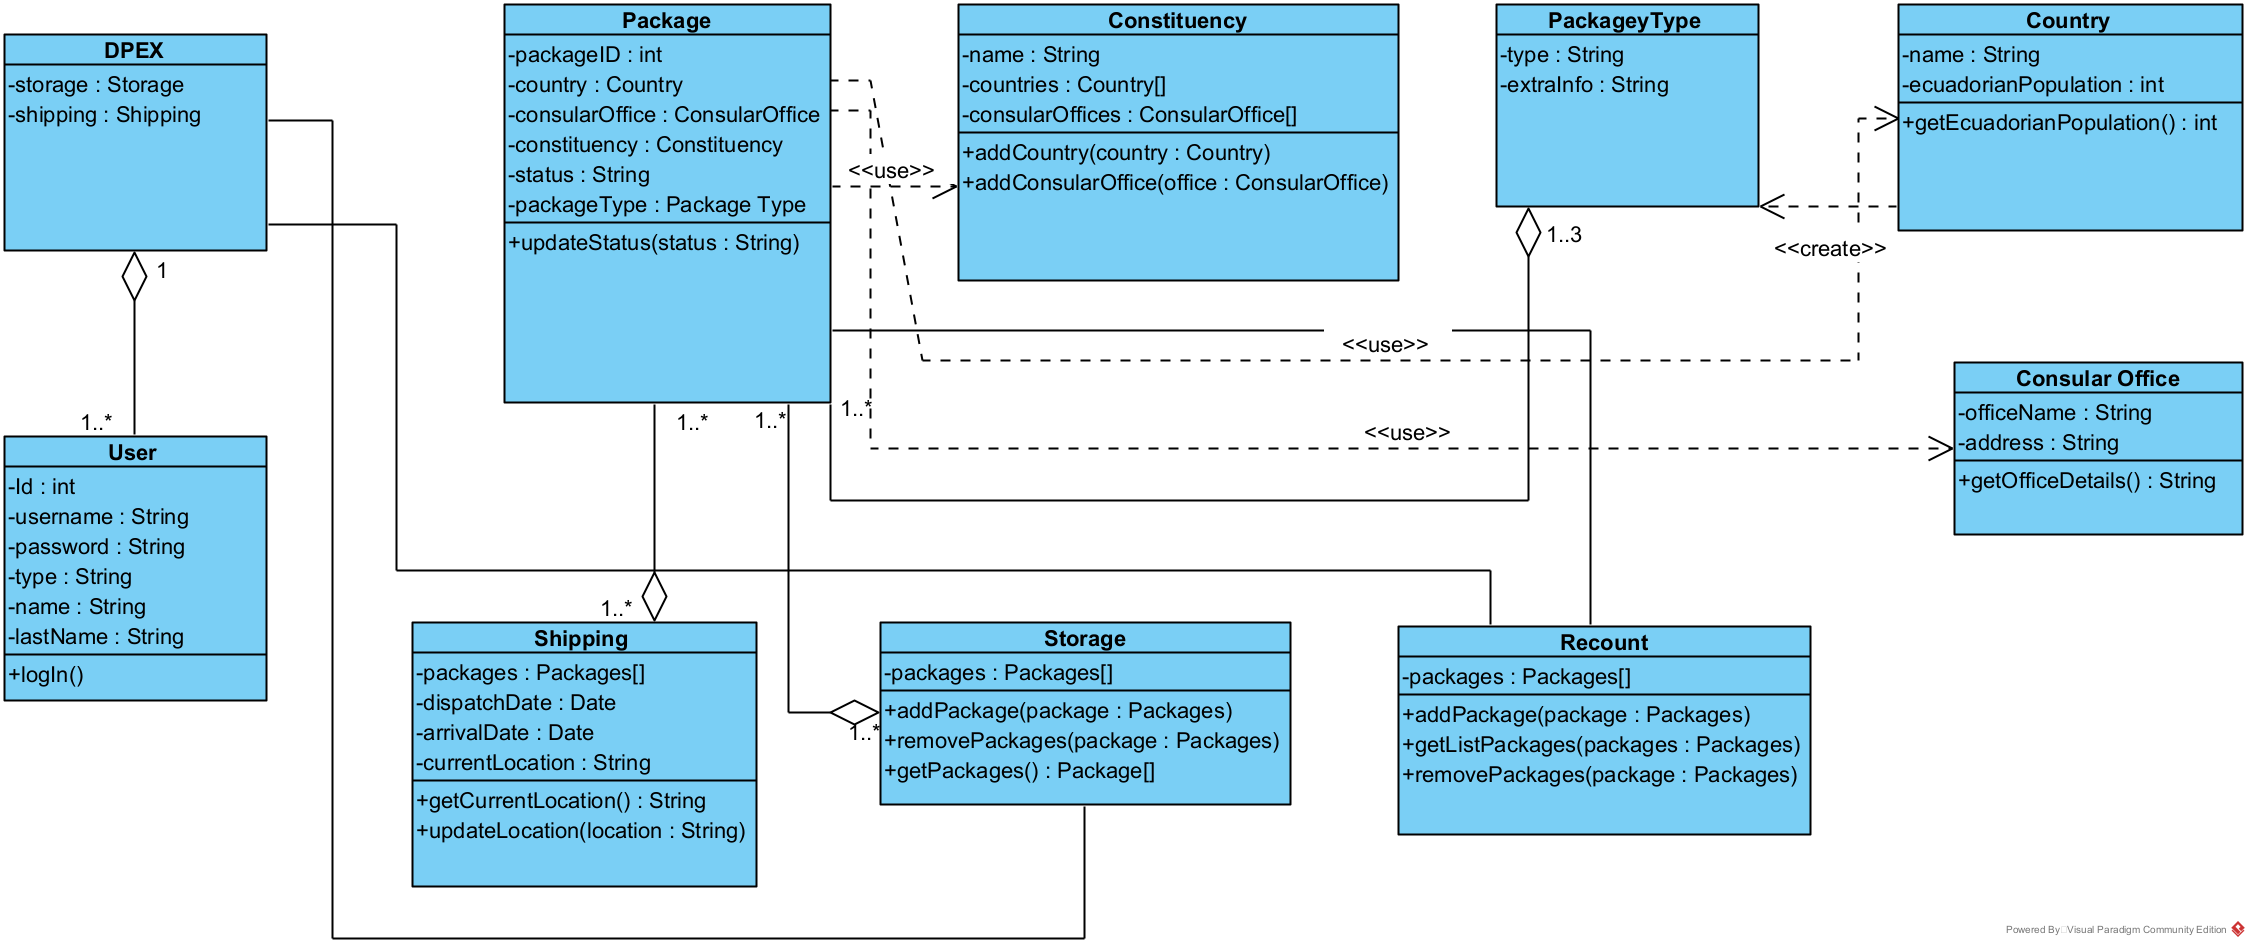 DPEX
-storage : Storage
-shipping : Shipping
1
1..*
User
-Id : int
-username : String
-password : String
-type : String
-name : String
-lastName : String
+logIn()
Package
-packageID : int
-country : Country
-consularOffice : ConsularOffice
-constituency : Constituency
-status : String
-packageType : Package Type
+updateStatus(status : String)
1..*
1..*
1..*
<<use>>
Constituency
-name : String
-countries : Country[]
-consularOffices : ConsularOffice[]
+addCountry(country : Country)
+addConsularOffice(office : ConsularOffice)
PackageyType
-type : String
-extraInfo : String
1..3
Country
-name : String
-ecuadorianPopulation : int
+getEcuadorianPopulation() : int
<<create>>
<<use>>
<<use>>
Consular Office
-officeName : String
-address : String
+getOfficeDetails() : String
1..*
Shipping
-packages : Packages[]
-dispatchDate : Date
-arrivalDate : Date
-currentLocation : String
+getCurrentLocation() : String
+updateLocation(location : String)
1..*
Storage
-packages : Packages[]
+addPackage(package : Packages)
+removePackages(package : Packages)
+getPackages() : Package[]
Recount
-packages : Packages[]
+addPackage(package : Packages)
+getListPackages(packages : Packages)
+removePackages(package : Packages)
Powered By Visual Paradigm Community Edition